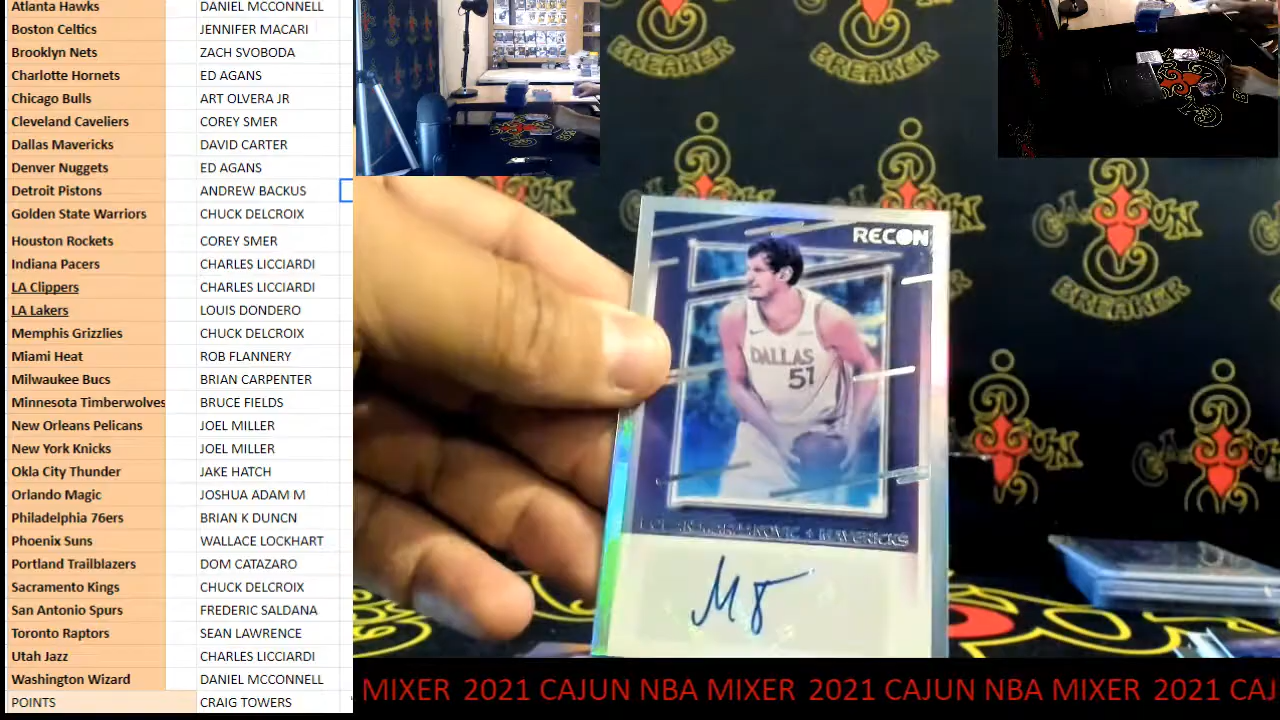 Atlanta Hawks DANIEL MCCONNELL
Boston Celtics JENNIFER MACARI
Brooklyn Nets ZACH SOBCDA
Charlotte Hornets ED AGANS
Chicago Bulls ART OLVERA JR
Cleveland Caveliers COREY SMER
Dallas Mavericks DAVID CARTER
Denver Nuggets ED AGANS
Detroit Pistons ANDREW BACKUS
Golden State Warriors CHUCK DELCROIX
Houston Rockets COREY SMER
Indiana Pacers CHARLES LICCIARDI
LA Clippers CHARLES LICCIARDI
LA Lakers LOUIS DONDERO
Memphis Grizzlies CHUCK DELCROIX
Miami Heat ROB FLANNERY
Milwaukee Bucs BRIAN CARPENTER
Minnesota Timberwolves BRUCE FIELDS
New Orleans Pelicans JOEL MILLER
New York Knicks JOEL MILLER
Okla City Thunder JAKE HATCH
Orlando Magic JOSHUA ADAM M
Philadelphia 76ers BRIAN K DUNCN
Phoenix Suns WALLACE LOCKHART
Portland Trailblazers DOM CATAZARO
Sacramento Kings CHUCK DELCROIX
San Antonio Spurs FREDERIC SALDANA
Toronto Raptors SEAN LAWRENCE
Utah Jazz CHARLES LICCIARDI
Washington Wizard DANIEL MCCONNELL
POINTS CRAIG TOWERS
BREAKER
BREAKER
CAJUN
BREAKER
RECON
DALLAS
51
MAVERICKS
MIXER 2021 CAJUN NBA MIXER 2021 CAJUN NBA MIXER 2021 CAJ